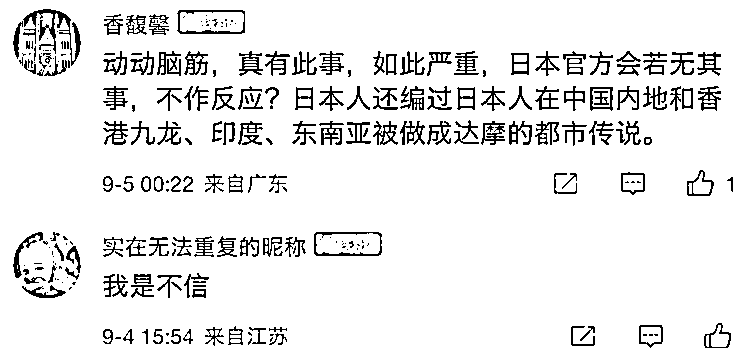 香馥馨
动动脑筋，真有此事，如此严重，日本官方会若无其
事，不作反应？日本人还编过日本人在中国内地和香
港九龙、印度、东南亚被做成达摩的都市传说。
9-5 00:22 来自广东
1
实在无法重复的昵称
我是不信
9-4 15:54 来自江苏